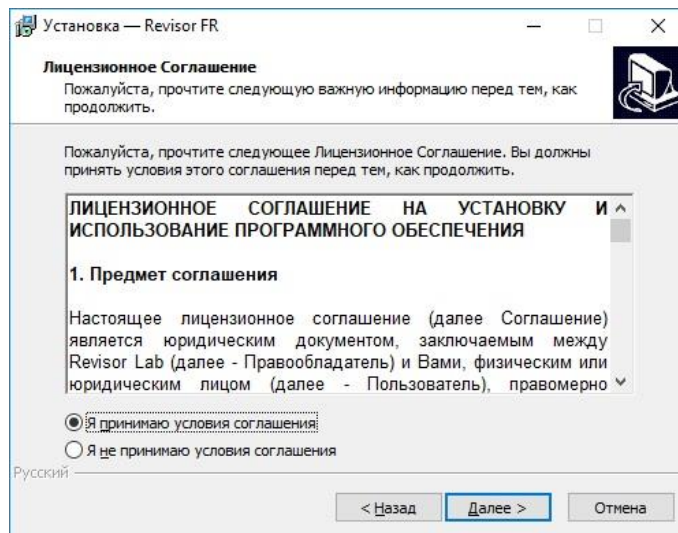 Установка — Revisor FR
Лицензионное Соглашение
Пожалуйста, прочтите следующую важную информацию перед тем, как
продолжить.
Пожалуйста, прочтите следующее Лицензионное Соглашение. Вы должны
принять условия этого соглашения перед тем, как продолжить.
ЛИЦЕНЗИОННОЕ СОГЛАШЕНИЕ НА УСТАНОВКУ И
ИСПОЛЬЗОВАНИЕ ПРОГРАММНОГО ОБЕСПЕЧЕНИЯ
1. Предмет соглашения
Настоящее лицензионное соглашение (далее Соглашение)
является юридическим документом, заключаемым между
Revisor Lab (далее - Правообладатель) и Вами, физическим или
юридическим лицом (далее - Пользователь), правомерно
Я принимаю условия соглашения
Я не принимаю условия соглашения
Русский
< Назад Далее > Отмена